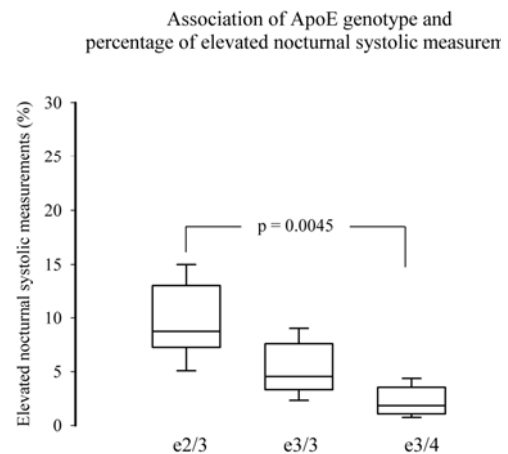 Association of ApoE genotype and
percentage of elevated nocturnal systolic measurem
Elevated nocturnal systolic measurements (%)
30
25
20
15
10
5
0
p = 0.0045
e2/3 e3/3 e3/4